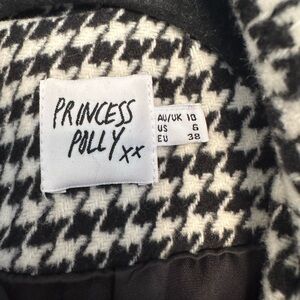 PRINCESS
POLLY xx
AU/UK 10
US 6
EU 38